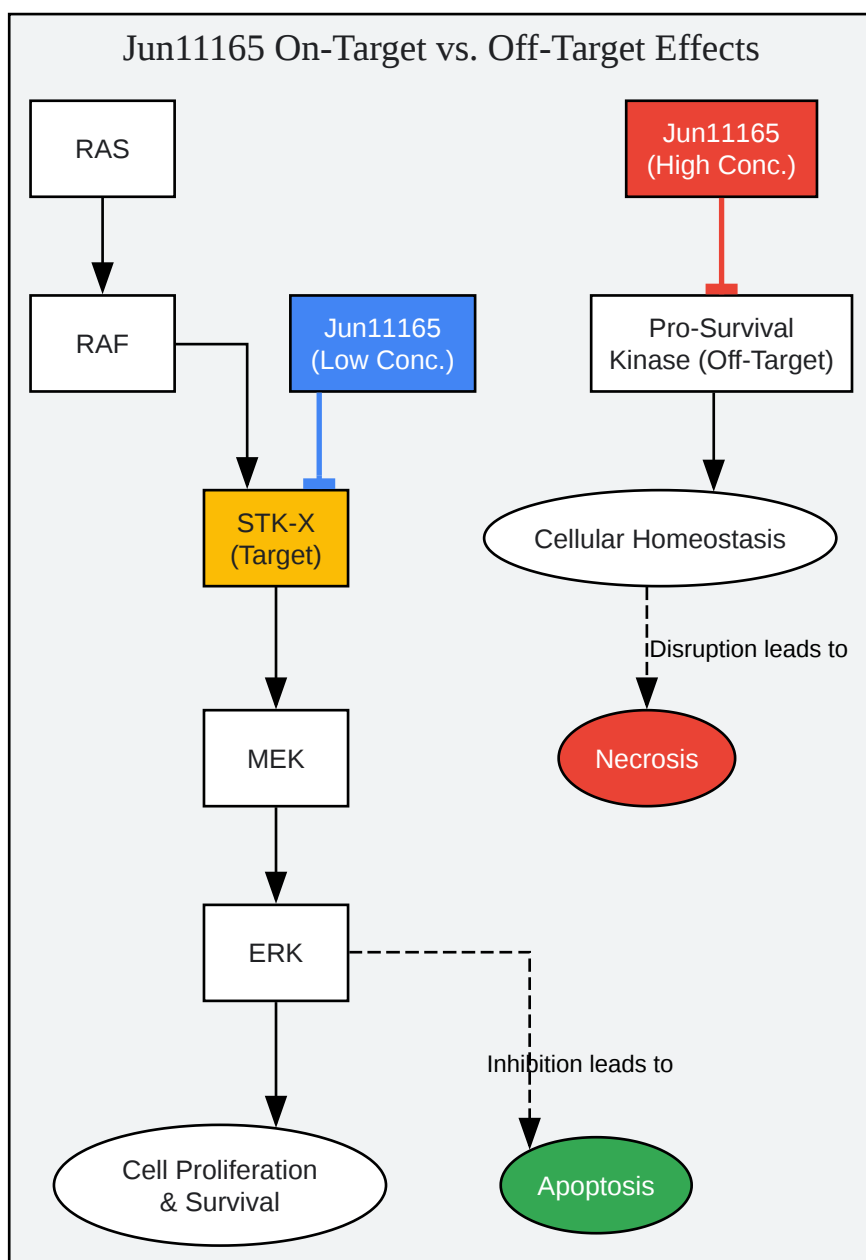 Jun11165 On-Target vs. Off-Target Effects
RAS
Jun11165
(High Conc.)
RAF
Jun11165
(Low Conc.)
Pro-Survival
Kinase (Off-Target)
STK-X
(Target)
Cellular Homeostasis
Disruption leads to
MEK
Necrosis
ERK
Inhibition leads to
Cell Proliferation
& Survival
Apoptosis